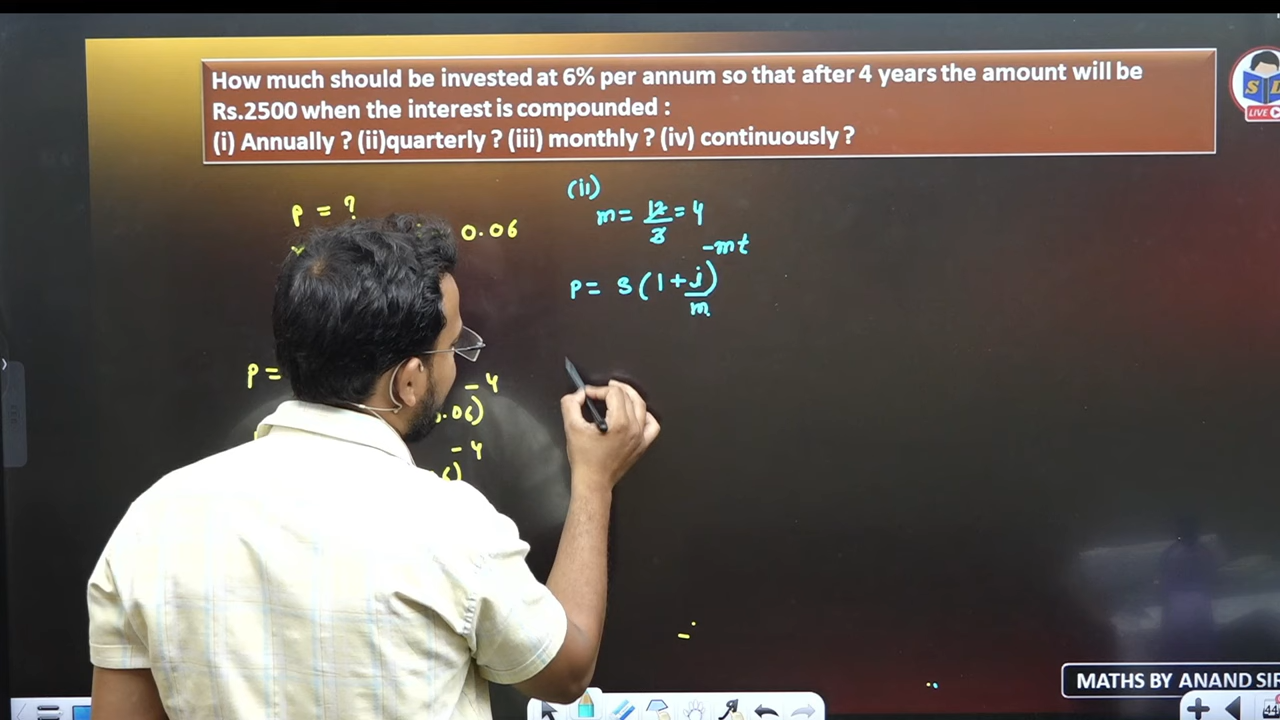 How much should be invested at 6% per annum so that after 4 years the amount will be
Rs.2500 when the interest is compounded :
(i) Annually ? (ii)quarterly ? (iii) monthly ? (iv) continuously ?
S L
LIVE
P = ?
0.06
P =
.06)⁻⁴
)⁻⁴
(ii)
m = 12/3 = 4
P = S(1+j/m)^-mt
MATHS BY ANAND SIR